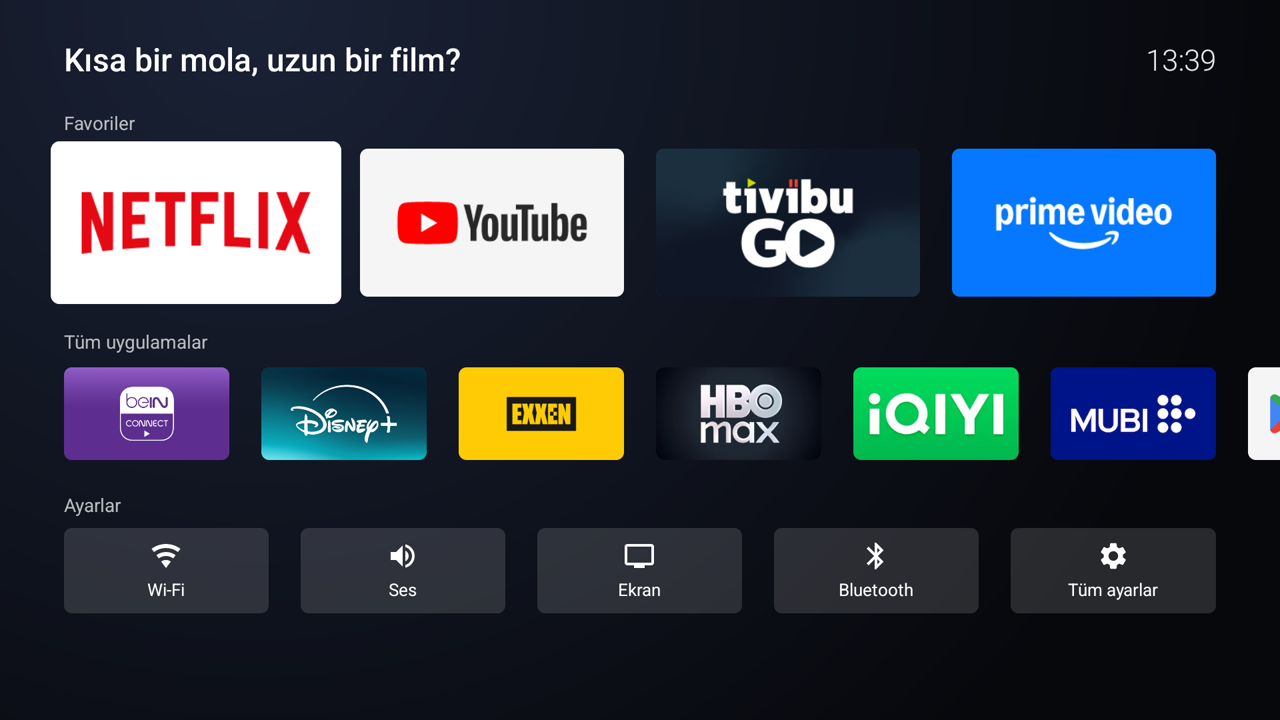 Kısa bir mola, uzun bir film?
13:39
Favoriler
NETFLIX
YouTube
tivibu
GO
prime video
Tüm uygulamalar
beIN
CONNECT
Disney+
EXXEN
HBO
max
iQIYI
MUBI
Ayarlar
Wi-Fi
Ses
Ekran
Bluetooth
Tüm ayarlar